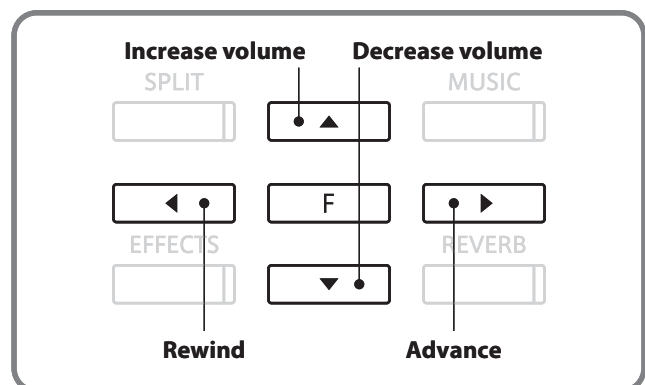 Increase volume Decrease volume
SPLIT MUSIC
F
EFFECTS REVERB
Rewind Advance